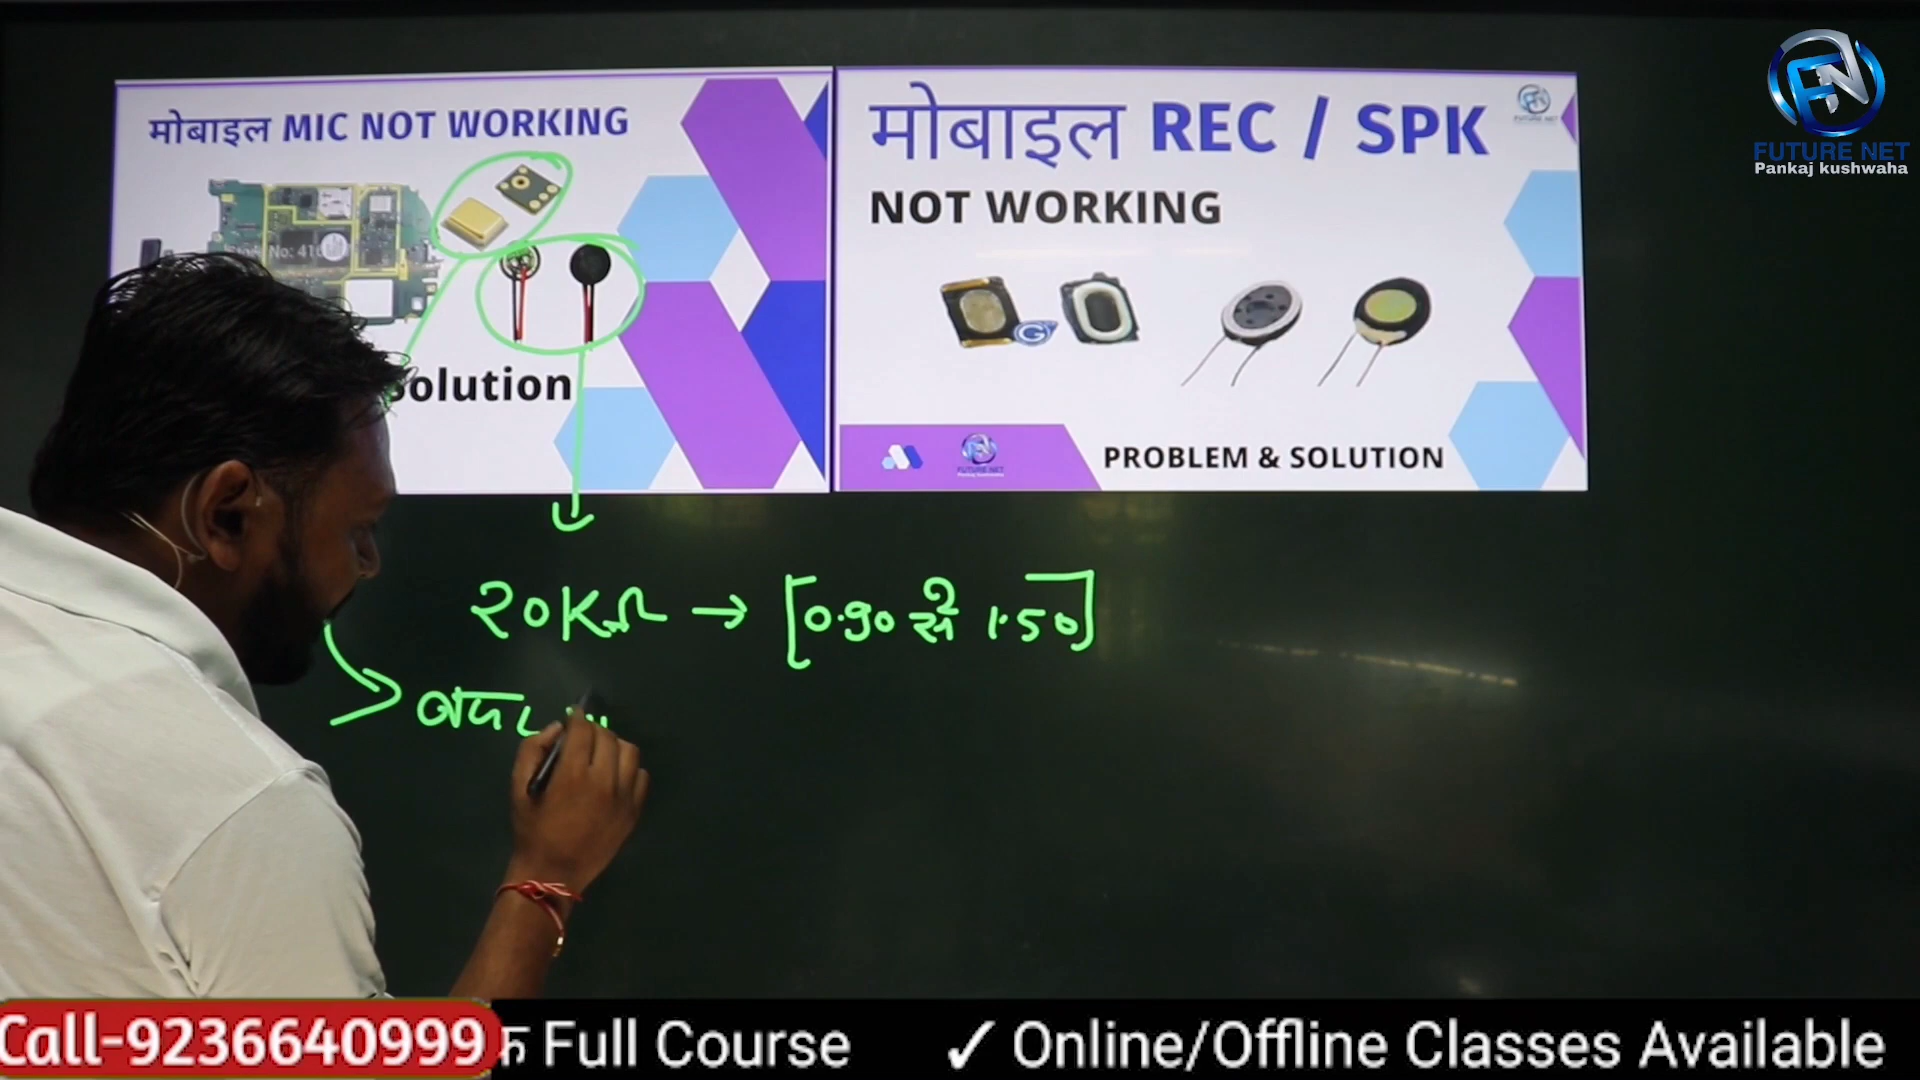 मोबाइल MIC NOT WORKING
olution
मोबाइल REC / SPK
NOT WORKING
PROBLEM & SOLUTION
FUTURE NET
Pankaj kushwaha
20KΩ → [0.90 से 1.50]
Call-9236640999
Full Course
✓ Online/Offline Classes Available